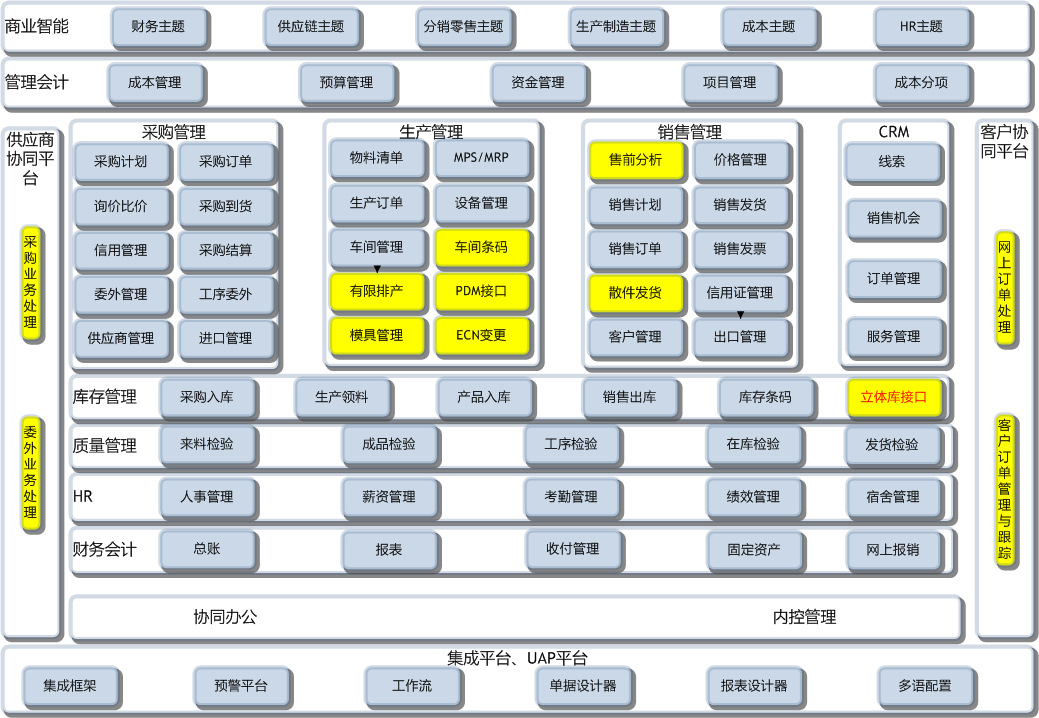 商业智能
财务主题
供应链主题
分销零售主题
生产制造主题
成本主题
HR主题
管理会计
成本管理
预算管理
资金管理
项目管理
成本分项
供应商
协同平
台
采购业务处理
委外业务处理
采购管理
采购计划
采购订单
询价比价
采购到货
信用管理
采购结算
委外管理
工序委外
供应商管理
进口管理
生产管理
物料清单
MPS/MRP
生产订单
设备管理
车间管理
车间条码
有限排产
PDM接口
模具管理
ECN变更
销售管理
售前分析
价格管理
销售计划
销售发货
销售订单
销售发票
散件发货
信用证管理
客户管理
出口管理
CRM
线索
销售机会
订单管理
服务管理
客户协
同平台
网上订单处理
客户订单管理与跟踪
库存管理
采购入库
生产领料
产品入库
销售出库
库存条码
立体库接口
质量管理
来料检验
成品检验
工序检验
在库检验
发货检验
HR
人事管理
薪资管理
考勤管理
绩效管理
宿舍管理
财务会计
总账
报表
收付管理
固定资产
网上报销
协同办公
内控管理
集成平台、UAP平台
集成框架
预警平台
工作流
单据设计器
报表设计器
多语配置